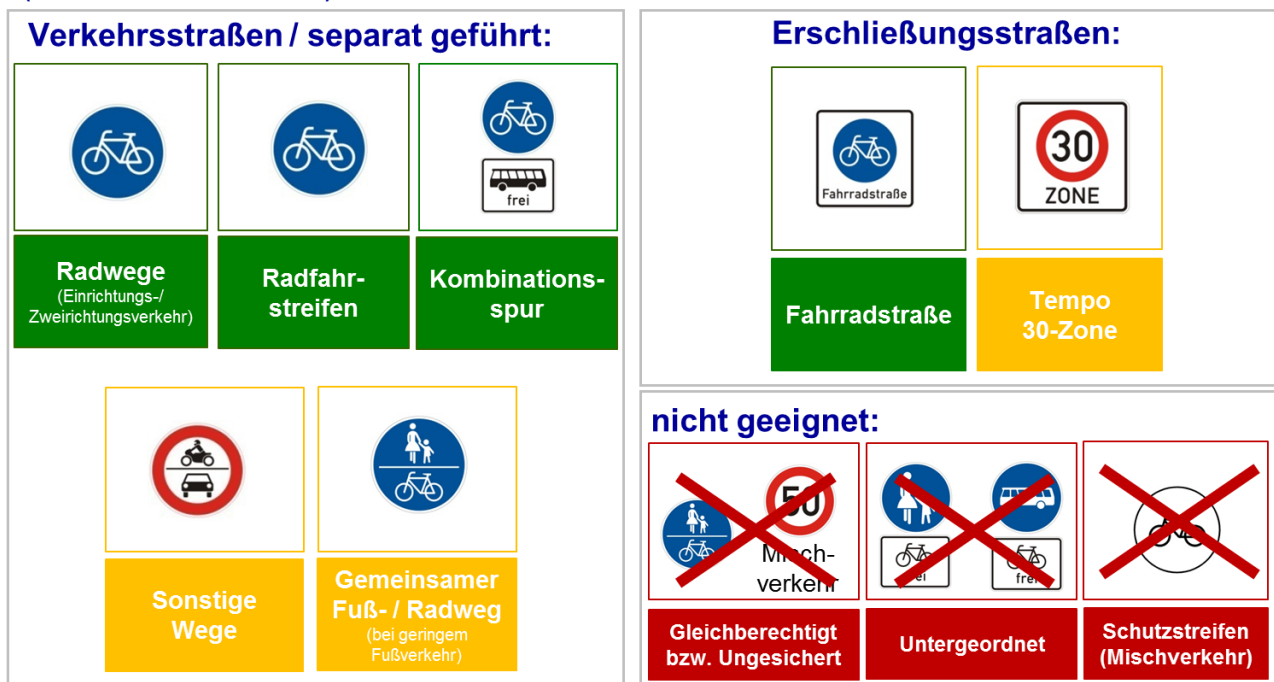 Verkehrsstraßen / separat geführt:
frei
Radwege
(Einrichtungs-/
Zweirichtungsverkehr)
Radfahr-
streifen
Kombinations-
spur
Sonstige
Wege
Gemeinsamer
Fuß- / Radweg
(bei geringem
Fußverkehr)
Erschließungsstraßen:
Fahrradstraße
30
ZONE
Fahrradstraße
Tempo
30-Zone
nicht geeignet:
50
Misch-
verkehr
frei
frei
Gleichberechtigt
bzw. Ungesichert
Untergeordnet
Schutzstreifen
(Mischverkehr)